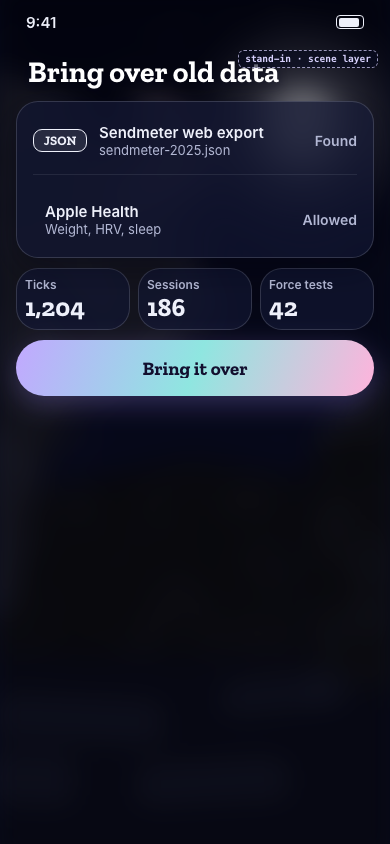 9:41
stand-in · scene layer
Bring over old data
JSON
Sendmeter web export
sendmeter-2025.json
Found
Apple Health
Weight, HRV, sleep
Allowed
Ticks
1,204
Sessions
186
Force tests
42
Bring it over